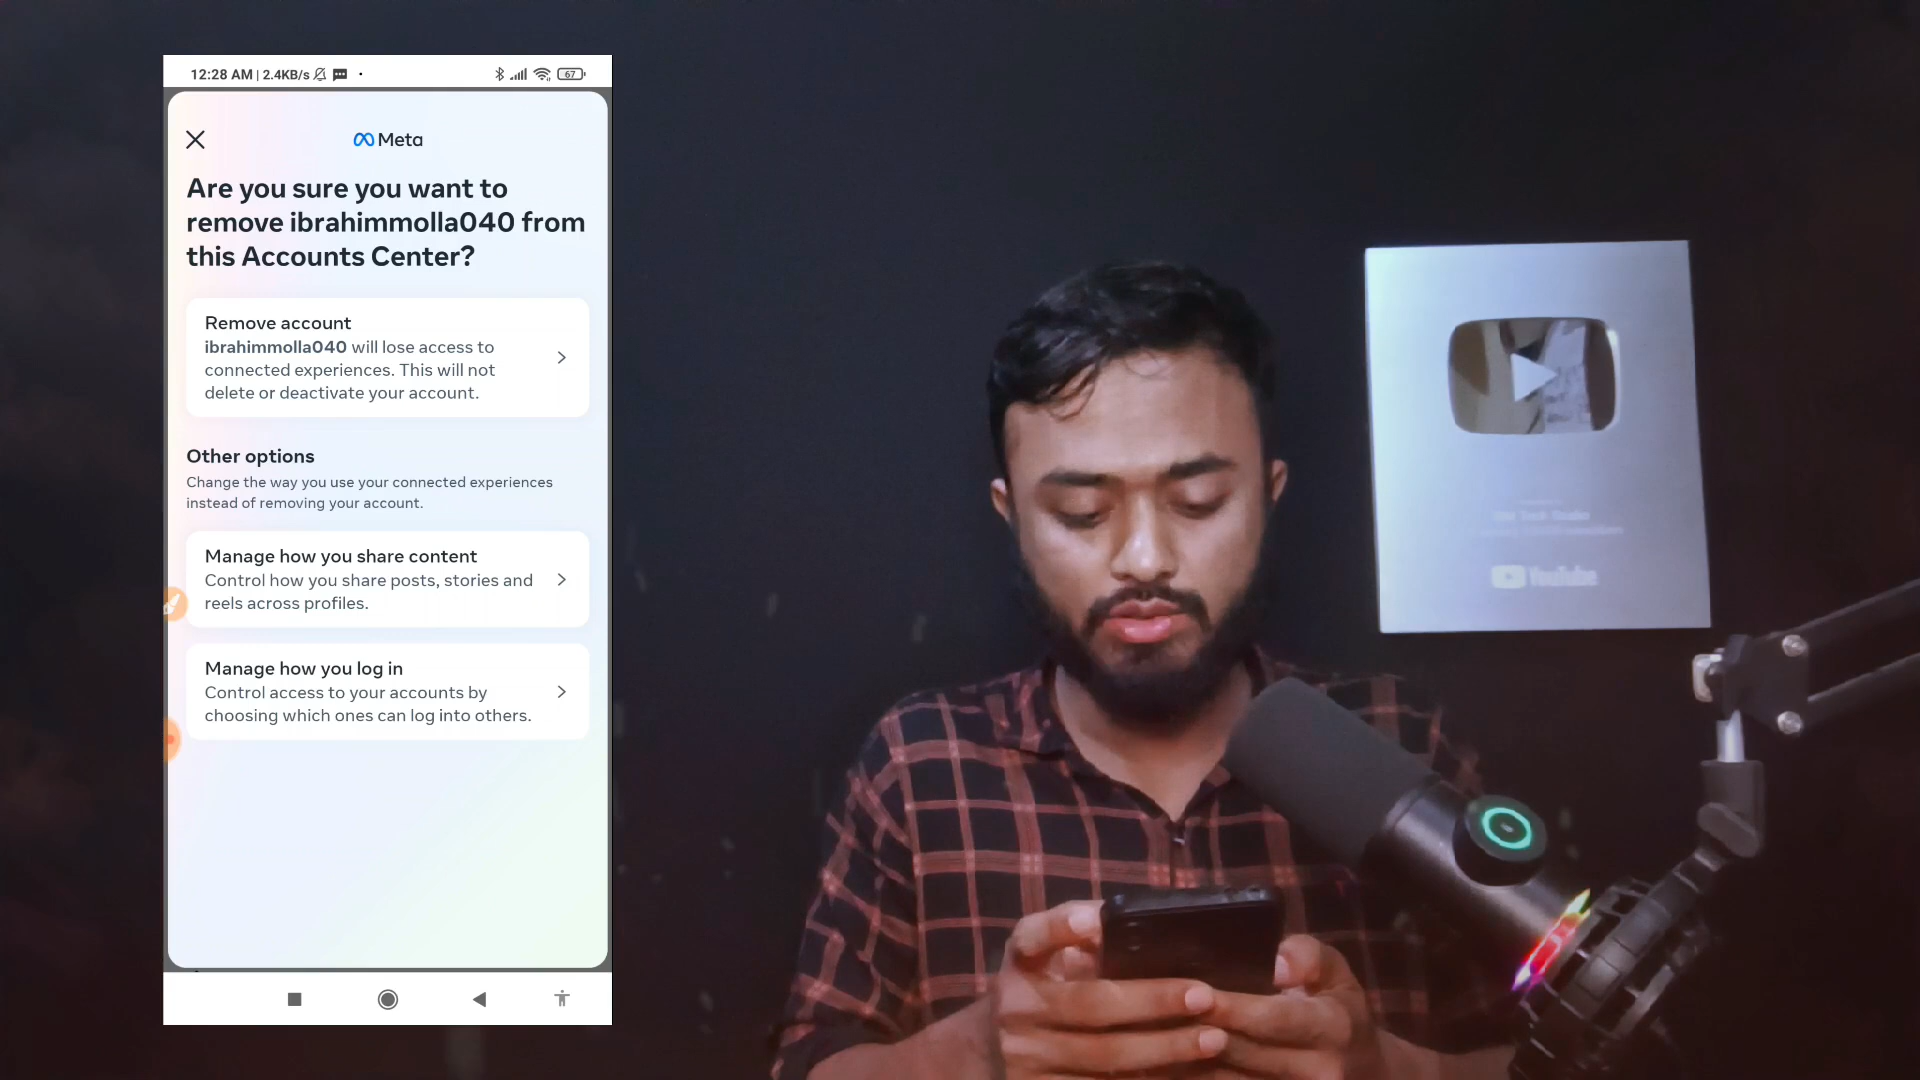 12:28 AM | 2.4KB/s
67
Meta
Are you sure you want to
remove ibrahimmolla040 from
this Accounts Center?
Remove account
ibrahimmolla040 will lose access to
connected experiences. This will not
delete or deactivate your account.
Other options
Change the way you use your connected experiences
instead of removing your account.
Manage how you share content
Control how you share posts, stories and
reels across profiles.
Manage how you log in
Control access to your accounts by
choosing which ones can log into others.
YouTube